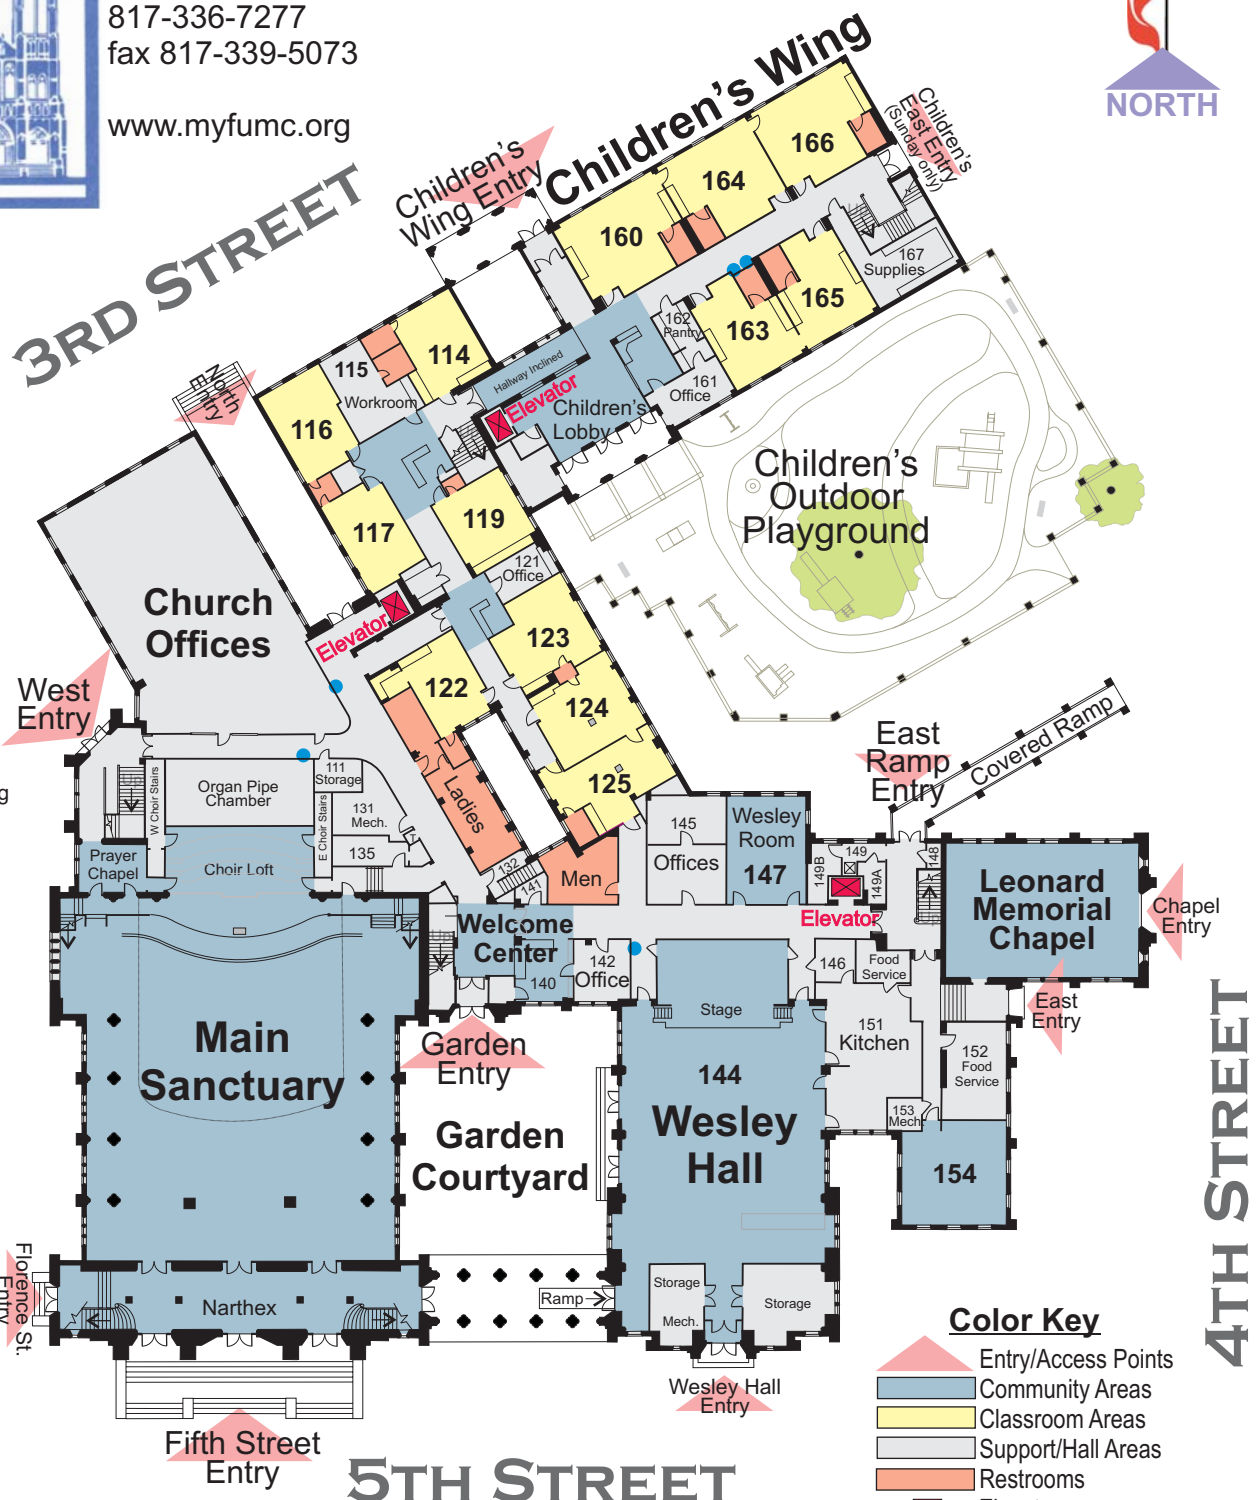 817-336-7277
fax 817-339-5073
www.myfumc.org
NORTH
Children's Wing
Children's
East Entry
(Sunday only)
Children's
Wing Entry
3RD STREET
166
164
160
167
Supplies
165
163
162
Pantry
161
Office
114
115
Workroom
Hallway Inclined
Elevator
Children's
Lobby
North
Entry
116
117
119
121
Office
Children's
Outdoor
Playground
Church
Offices
Elevator
123
122
124
125
West
Entry
East
Ramp
Entry
Covered Ramp
Organ Pipe
Chamber
W Choir Stairs
E Choir Stairs
111
Storage
131
Mech.
135
Ladies
132
141
Men
145
Offices
Wesley
Room
147
149
149B
149A
148
Elevator
Prayer
Chapel
Choir Loft
Leonard
Memorial
Chapel
Chapel
Entry
Welcome
Center
140
142
Office
146
Food
Service
Stage
East
Entry
Main
Sanctuary
Garden
Entry
151
Kitchen
152
Food
Service
153
Mech.
144
Wesley
Hall
Garden
Courtyard
154
4TH STREET
Florence St.
Entry
Narthex
Ramp
Storage
Mech.
Storage
Wesley Hall
Entry
Fifth Street
Entry
5TH STREET
Color Key
Entry/Access Points
Community Areas
Classroom Areas
Support/Hall Areas
Restrooms